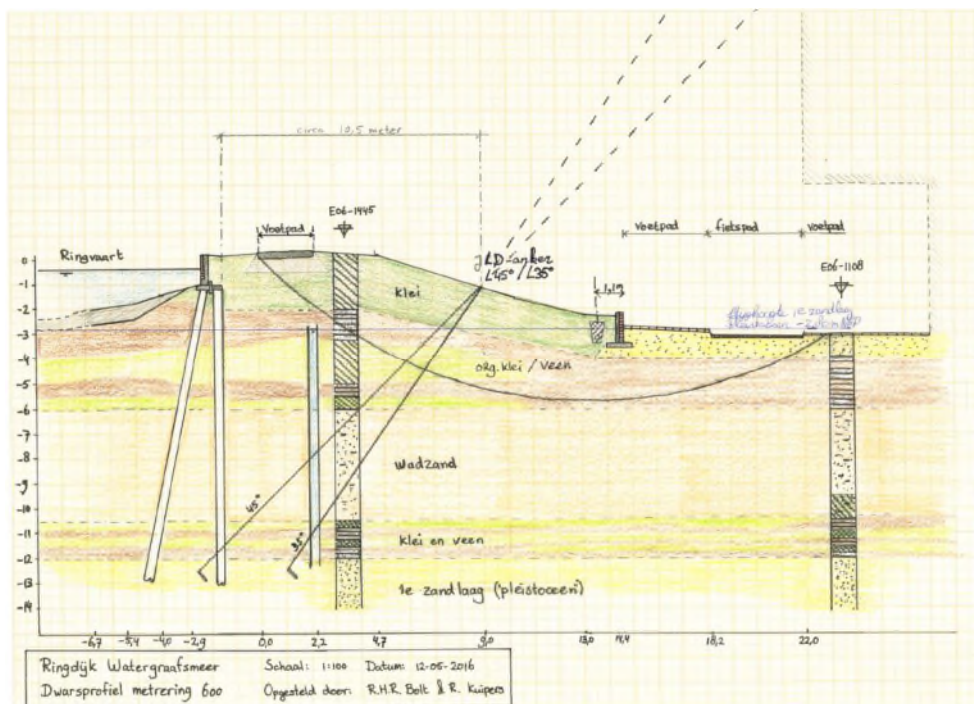 circa 10,5 meter
E06-1445
Voetpad
Voetpad
fietspad
voetpad
Ringvaart
E06-1108
LD-anker
∠45° / ∠35°
1,19
Klei
org. klei / veen
Wadzand
45°
35°
Klei en veen
1e zandlaag ('pleistoceen')
0
-1
-2
-3
-4
-5
-6
-7
-8
-9
-10
-11
-12
-13
-14
-6,7
-5,4
-4,0
-2,9
0,0
2,2
4,7
9,0
13,0
14,4
18,2
22,0
Ringdijk Watergraafsmeer
Schaal: 1:100
Datum: 12-05-2016
Dwarsprofiel metrering 600
Opgesteld door: R.H.R. Bolt & R. Kuipers